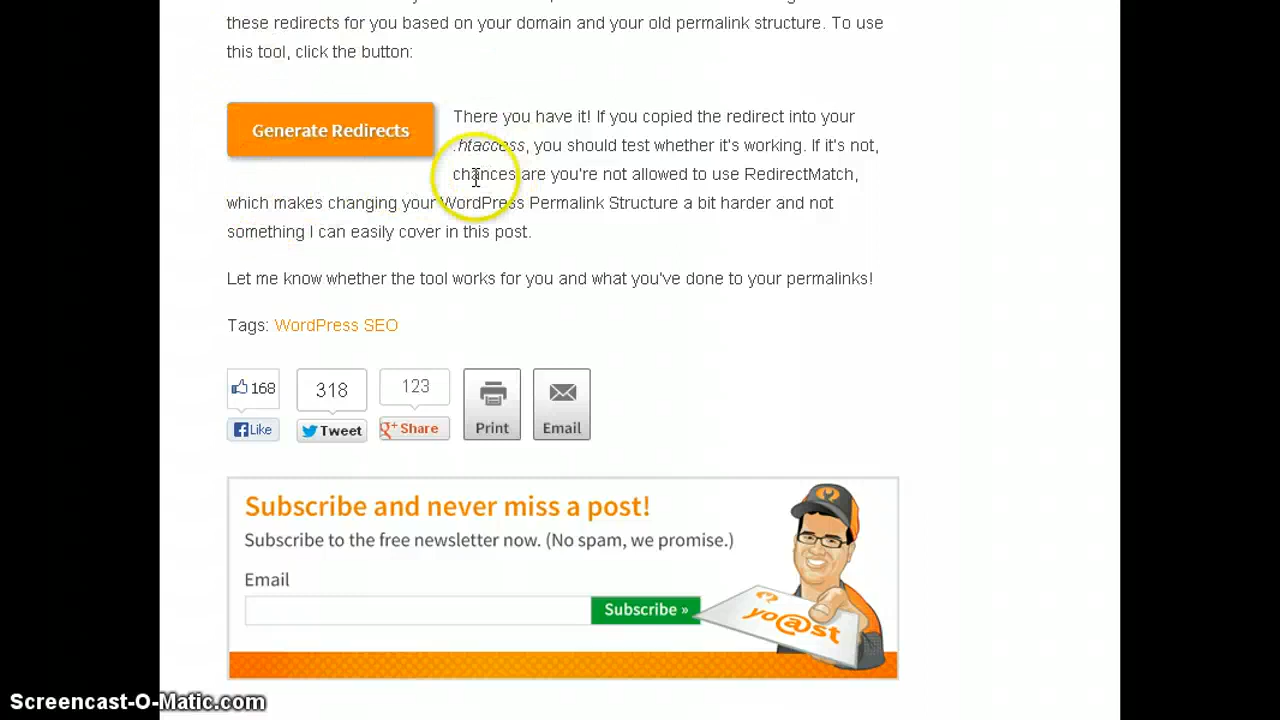 these redirects for you based on your domain and your old permalink structure. To use
this tool, click the button:
Generate Redirects
There you have it! If you copied the redirect into your
.htaccess, you should test whether it's working. If it's not,
chances are you're not allowed to use RedirectMatch,
which makes changing your WordPress Permalink Structure a bit harder and not
something I can easily cover in this post.
Let me know whether the tool works for you and what you've done to your permalinks!
Tags: WordPress SEO
168
318
123
Like
Tweet
g+ Share
Print
Email
Subscribe and never miss a post!
Subscribe to the free newsletter now. (No spam, we promise.)
Email
Subscribe »
yo@st
Screencast-O-Matic.com